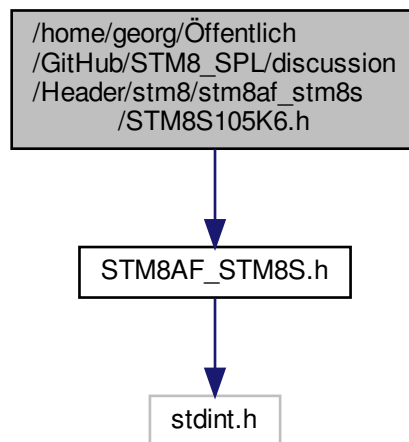 /home/georg/Öffentlich
/GitHub/STM8_SPL/discussion
/Header/stm8/stm8af_stm8s
/STM8S105K6.h
STM8AF_STM8S.h
stdint.h